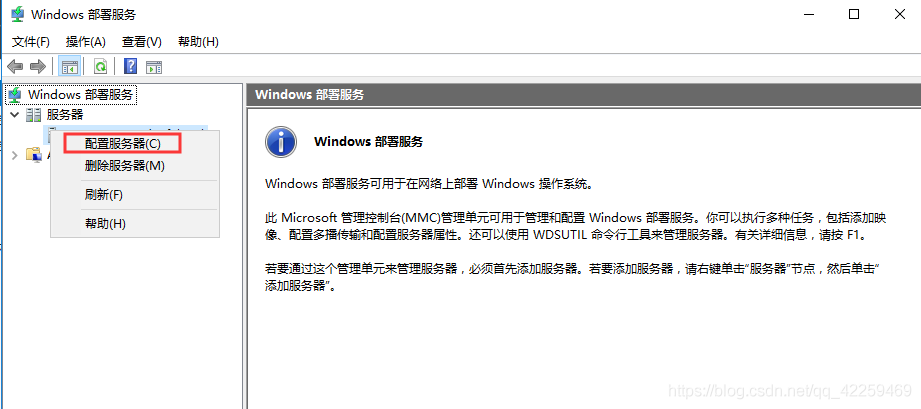 Windows 部署服务
文件(F) 操作(A) 查看(V) 帮助(H)
Windows 部署服务
服务器
配置服务器(C)
删除服务器(M)
刷新(F)
帮助(H)
Windows 部署服务
Windows 部署服务
Windows 部署服务可用于在网络上部署 Windows 操作系统。
此 Microsoft 管理控制台(MMC)管理单元可用于管理和配置 Windows 部署服务。你可以执行多种任务，包括添加映
像、配置多播传输和配置服务器属性。还可以使用 WDSUTIL 命令行工具来管理服务器。有关详细信息，请按 F1。
若要通过这个管理单元来管理服务器，必须首先添加服务器。若要添加服务器，请右键单击“服务器”节点，然后单击“
添加服务器”。
https://blog.csdn.net/qq_42259469